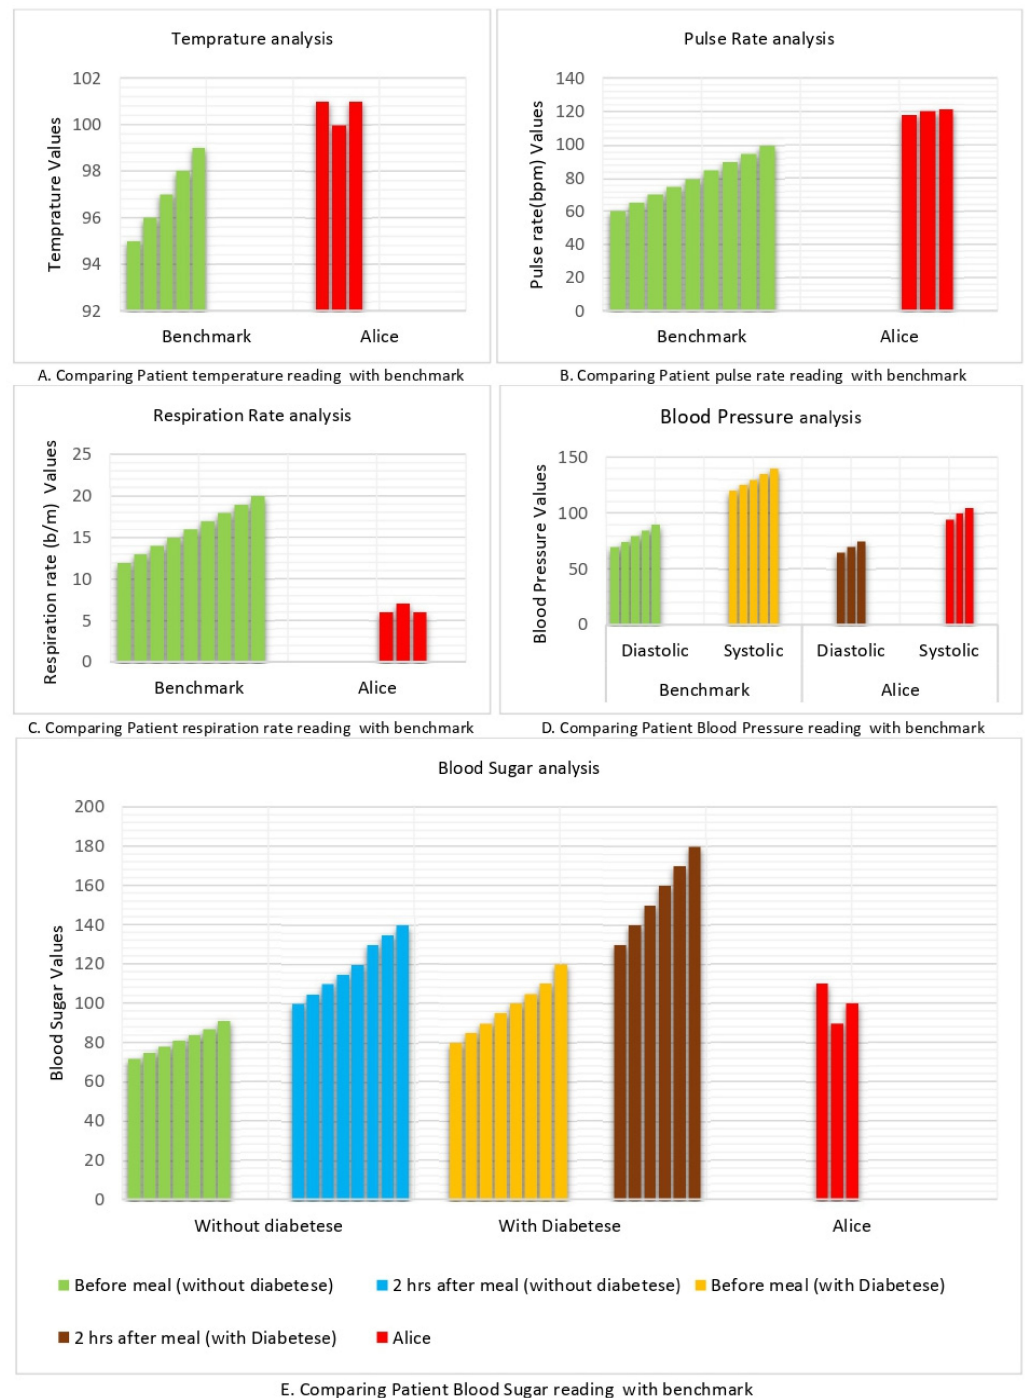 Temprature analysis
Temprature Values
102
100
98
96
94
92
Benchmark Alice
A. Comparing Patient temperature reading with benchmark
Pulse Rate analysis
Pulse rate(bpm) Values
140
120
100
80
60
40
20
0
Benchmark Alice
B. Comparing Patient pulse rate reading with benchmark
Respiration Rate analysis
Respiration rate (b/m) Values
25
20
15
10
5
0
Benchmark Alice
C. Comparing Patient respiration rate reading with benchmark
Blood Pressure analysis
Blood Pressure Values
150
100
50
0
Diastolic Systolic Diastolic Systolic
Benchmark Alice
D. Comparing Patient Blood Pressure reading with benchmark
Blood Sugar analysis
Blood Sugar Values
200
180
160
140
120
100
80
60
40
20
0
Without diabetese With Diabetese Alice
Before meal (without diabetese) 2 hrs after meal (without diabetese) Before meal (with Diabetese)
2 hrs after meal (with Diabetese) Alice
E. Comparing Patient Blood Sugar reading with benchmark